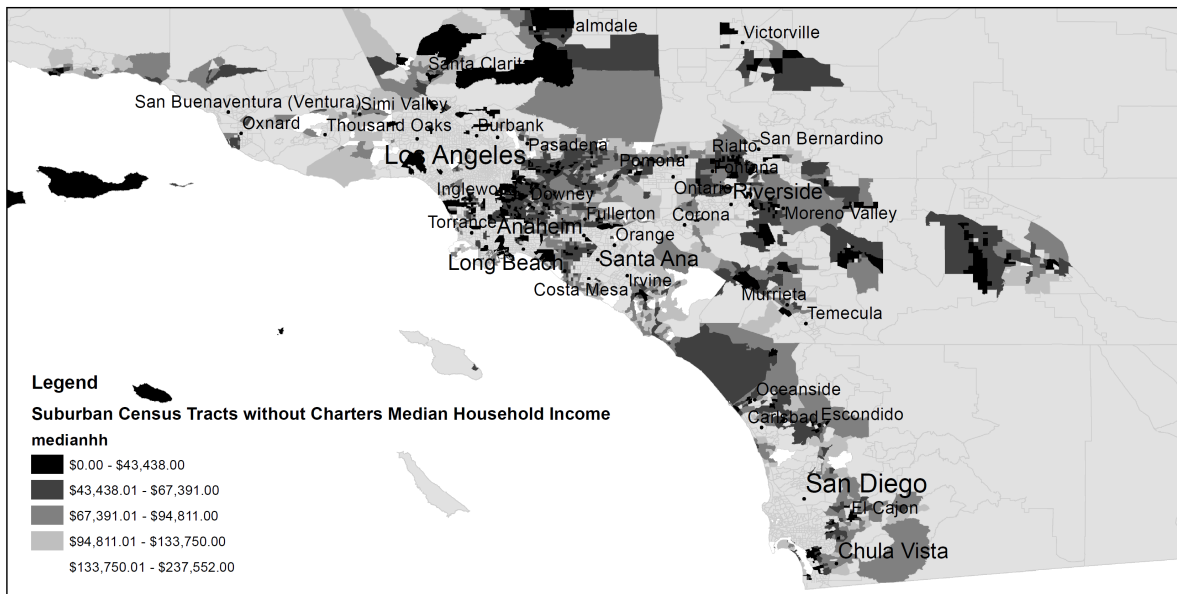 Palmdale
Victorville
Santa Clarita
San Buenaventura (Ventura)
Simi Valley
Oxnard
Thousand Oaks
Burbank
Los Angeles
Pasadena
Pomona
Rialto
San Bernardino
Fontana
Inglewood
Downey
Ontario
Riverside
Torrance
Anaheim
Fullerton
Corona
Moreno Valley
Orange
Long Beach
Santa Ana
Costa Mesa
Irvine
Murrieta
Temecula
Oceanside
Carlsbad
Escondido
San Diego
El Cajon
Chula Vista
Legend
Suburban Census Tracts without Charters Median Household Income
medianhh
$0.00 - $43,438.00
$43,438.01 - $67,391.00
$67,391.01 - $94,811.00
$94,811.01 - $133,750.00
$133,750.01 - $237,552.00